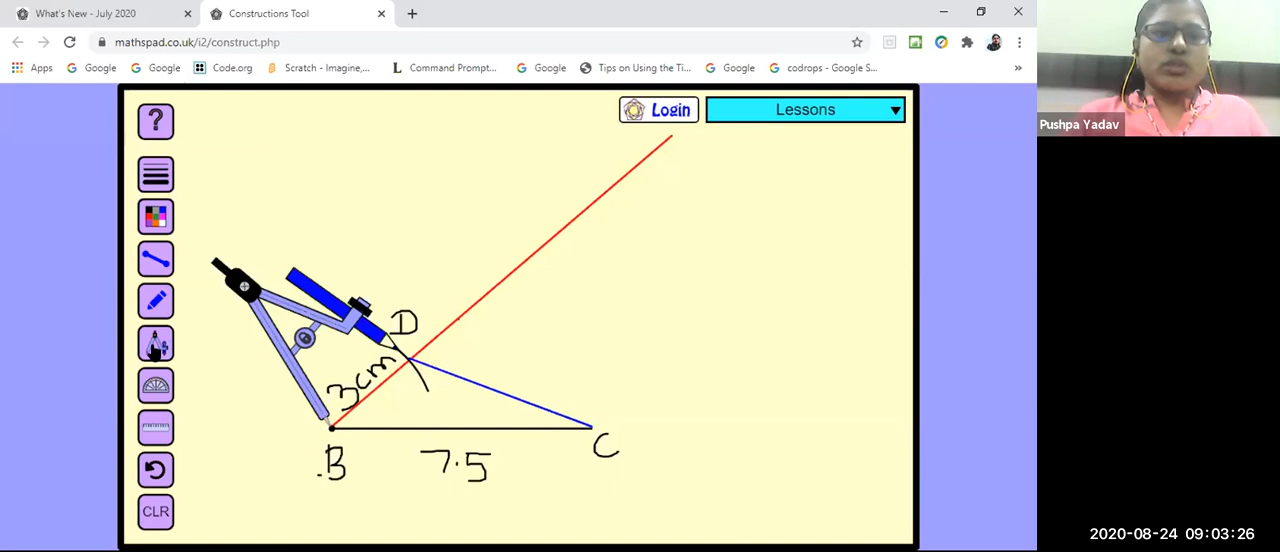 What's New - July 2020
Constructions Tool
mathspad.co.uk/i2/construct.php
Apps
Google
Google
Code.org
Scratch - Imagine,...
Command Prompt...
Google
Tips on Using the Ti...
Google
codrops - Google S...
»
?
Login
Lessons
Pushpa Yadav
D
3cm
B
7.5
C
CLR
2020-08-24 09:03:26